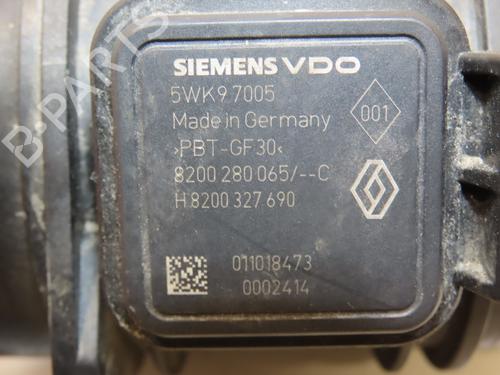 SIEMENS VDO
5WK9 7005
Made in Germany
001
>PBT-GF30<
8200 280 065/--C
H 8200 327 690
011018473
0002414
B-PARTS